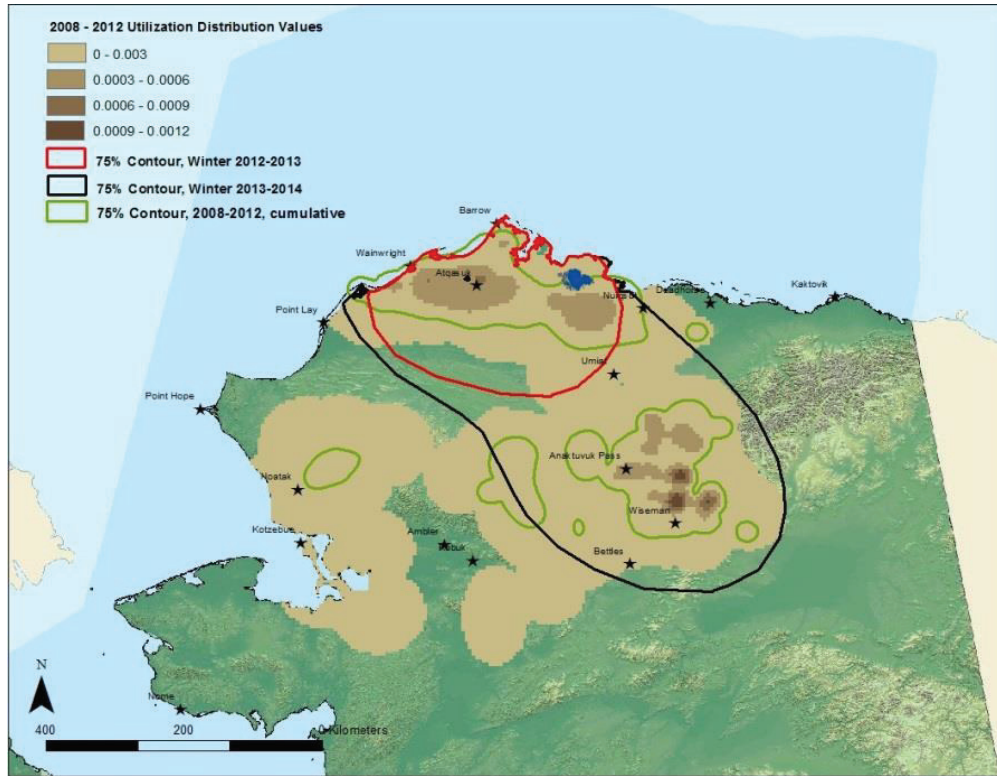 2008 - 2012 Utilization Distribution Values
0 - 0.003
0.0003 - 0.0006
0.0006 - 0.0009
0.0009 - 0.0012
75% Contour, Winter 2012-2013
75% Contour, Winter 2013-2014
75% Contour, 2008-2012, cumulative
Barrow
Wainwright
Atqasuk
Kaktovik
Deadhorse
Nuiqsut
Point Lay
Umiat
Point Hope
Anaktuvuk Pass
Noatak
Wiseman
Kotzebue
Ambler
Kobuk
Bettles
N
Nome
400
200
0 Kilometers